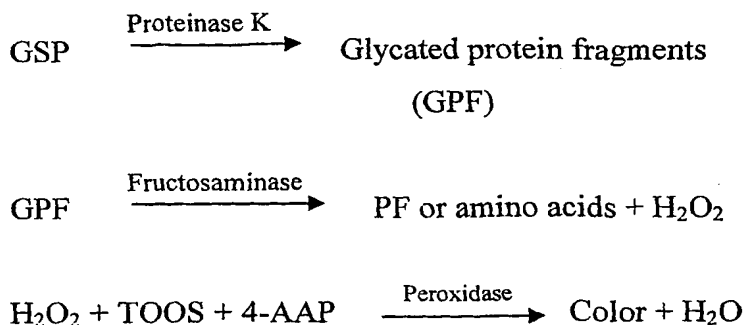 Proteinase K
GSP Glycated protein fragments
(GPF)
Fructosaminase
GPF PF or amino acids + H₂O₂
Peroxidase
H₂O₂ + TOOS + 4-AAP Color + H₂O